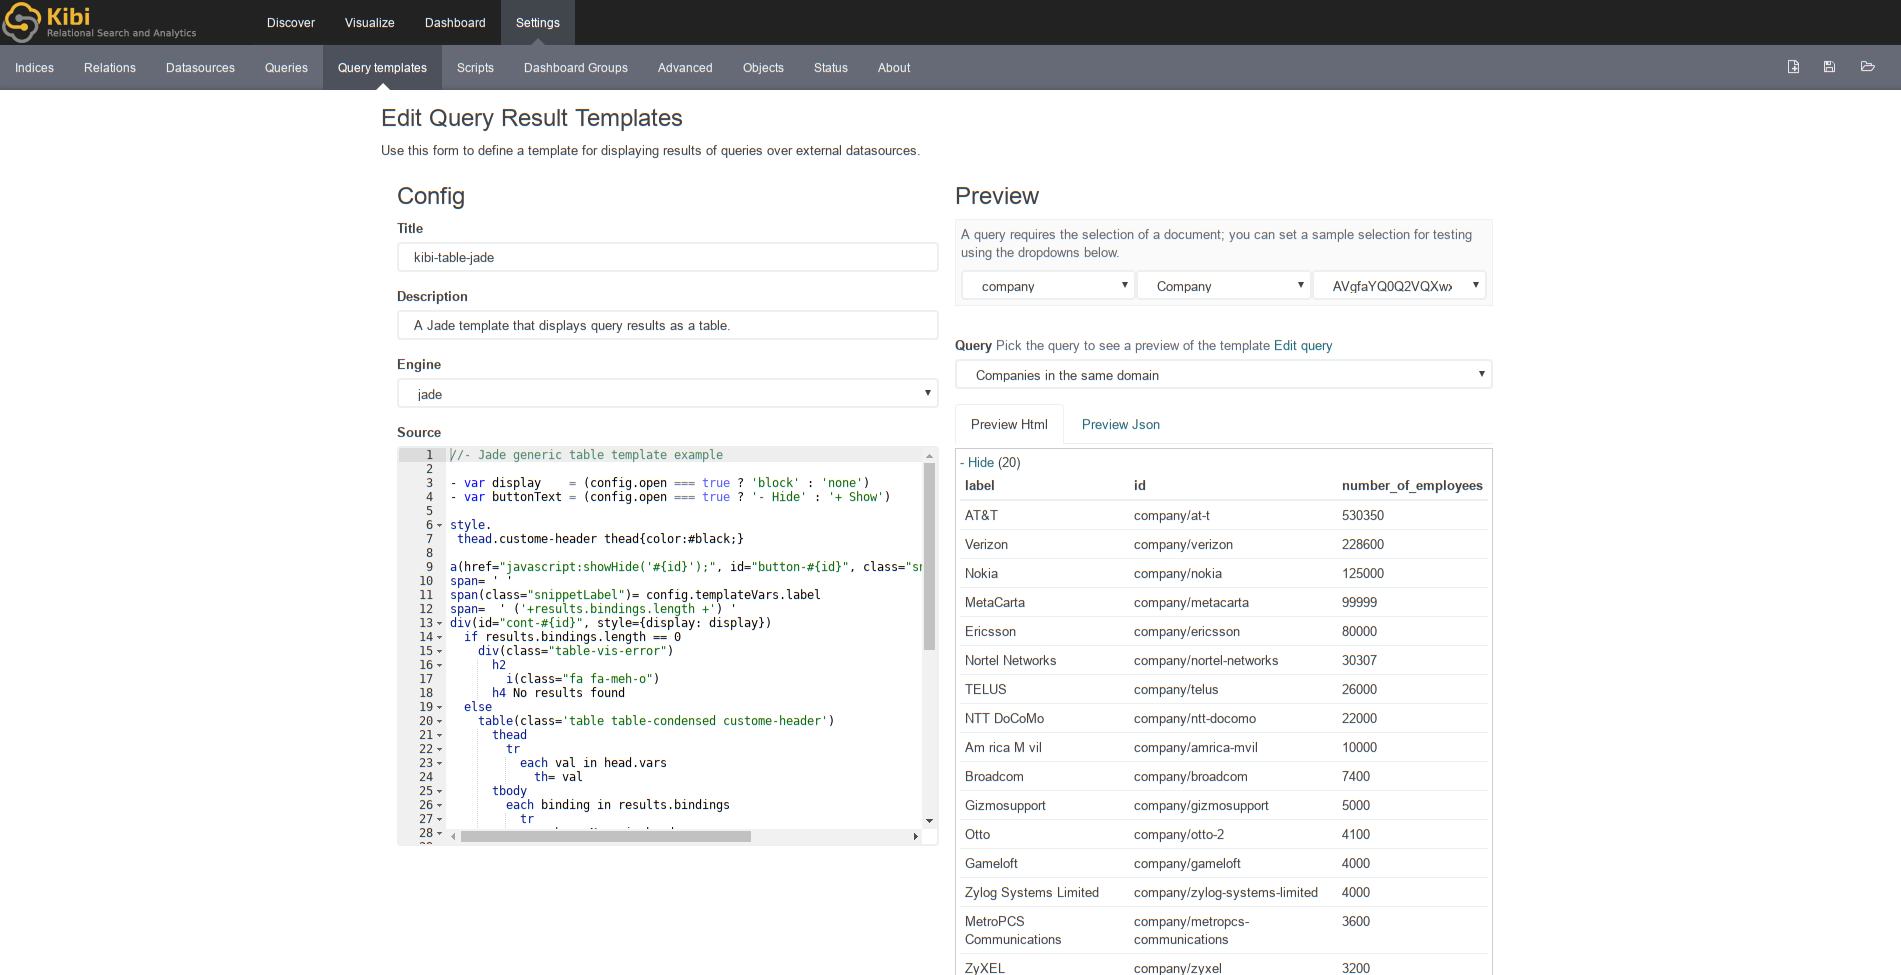 Kibi
Relational Search and Analytics
Discover Visualize Dashboard Settings
Indices Relations Datasources Queries Query templates Scripts Dashboard Groups Advanced Objects Status About
Edit Query Result Templates
Use this form to define a template for displaying results of queries over external datasources.
Config
Title
kibi-table-jade
Description
A Jade template that displays query results as a table.
Engine
jade
Source
1 //- Jade generic table template example
2
3 - var display    = (config.open === true ? 'block' : 'none')
4 - var buttonText = (config.open === true ? '- Hide' : '+ Show')
5
6 style.
7  thead.custome-header thead{color:#black;}
8
9 a(href="javascript:showHide('#{id}');", id="button-#{id}", class="sn
10 span= ' '
11 span(class="snippetLabel")= config.templateVars.label
12 span=  ' ('+results.bindings.length +') '
13 div(id="cont-#{id}", style={display: display})
14   if results.bindings.length == 0
15     div(class="table-vis-error")
16       h2
17         i(class="fa fa-meh-o")
18       h4 No results found
19   else
20     table(class='table table-condensed custome-header')
21       thead
22         tr
23           each val in head.vars
24             th= val
25       tbody
26         each binding in results.bindings
27           tr
28
Preview
A query requires the selection of a document; you can set a sample selection for testing
using the dropdowns below.
company Company AVgfaYQ0Q2VQXwx
Query Pick the query to see a preview of the template Edit query
Companies in the same domain
Preview Html Preview Json
- Hide (20)
label id number_of_employees
AT&T company/at-t 530350
Verizon company/verizon 228600
Nokia company/nokia 125000
MetaCarta company/metacarta 99999
Ericsson company/ericsson 80000
Nortel Networks company/nortel-networks 30307
TELUS company/telus 26000
NTT DoCoMo company/ntt-docomo 22000
Am rica M vil company/amrica-mvil 10000
Broadcom company/broadcom 7400
Gizmosupport company/gizmosupport 5000
Otto company/otto-2 4100
Gameloft company/gameloft 4000
Zylog Systems Limited company/zylog-systems-limited 4000
MetroPCS company/metropcs- 3600
Communications communications
ZyXEL company/zyxel 3200